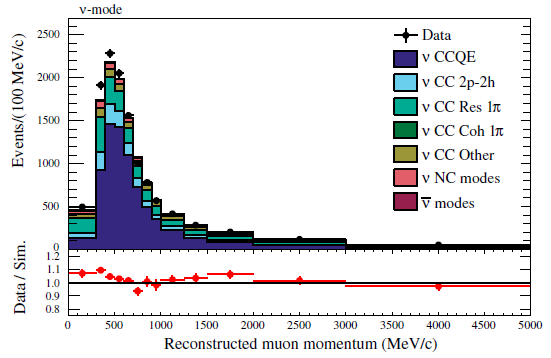 ν-mode
Events/(100 MeV/c)
2500
2000
1500
1000
500
0
Data
ν CCQE
ν CC 2p-2h
ν CC Res 1π
ν CC Coh 1π
ν CC Other
ν NC modes
ν̅ modes
Data / Sim.
1.2
1.1
1.0
0.9
0.8
0 500 1000 1500 2000 2500 3000 3500 4000 4500 5000
Reconstructed muon momentum (MeV/c)